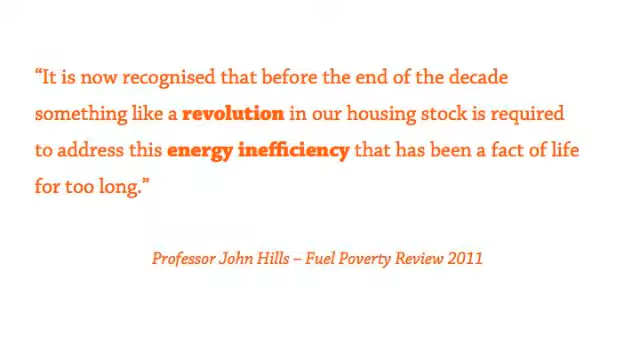 “It is now recognised that before the end of the decade
something like a revolution in our housing stock is required
to address this energy inefficiency that has been a fact of life
for too long.”
Professor John Hills – Fuel Poverty Review 2011